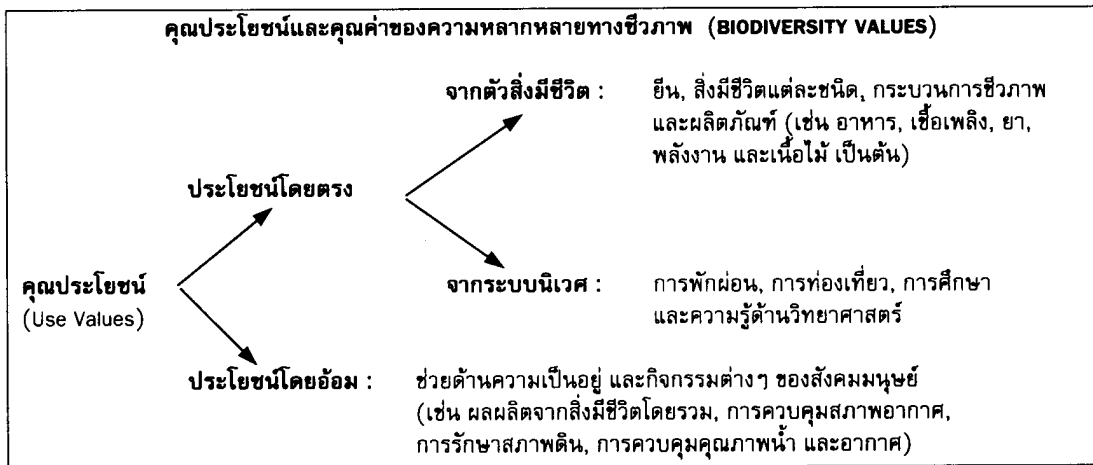 คุณประโยชน์และคุณค่าของความหลากหลายทางชีวภาพ (BIODIVERSITY VALUES)
จากตัวสิ่งมีชีวิต : ยีน, สิ่งมีชีวิตแต่ละชนิด, กระบวนการชีวภาพ
และผลิตภัณฑ์ (เช่น อาหาร, เชื้อเพลิง, ยา,
พลังงาน และเนื้อไม้ เป็นต้น)
ประโยชน์โดยตรง
คุณประโยชน์
(Use Values)
จากระบบนิเวศ : การพักผ่อน, การท่องเที่ยว, การศึกษา
และความรู้ด้านวิทยาศาสตร์
ประโยชน์โดยอ้อม : ช่วยด้านความเป็นอยู่ และกิจกรรมต่างๆ ของสังคมมนุษย์
(เช่น ผลผลิตจากสิ่งมีชีวิตโดยรวม, การควบคุมสภาพอากาศ,
การรักษาสภาพดิน, การควบคุมคุณภาพน้ำ และอากาศ)